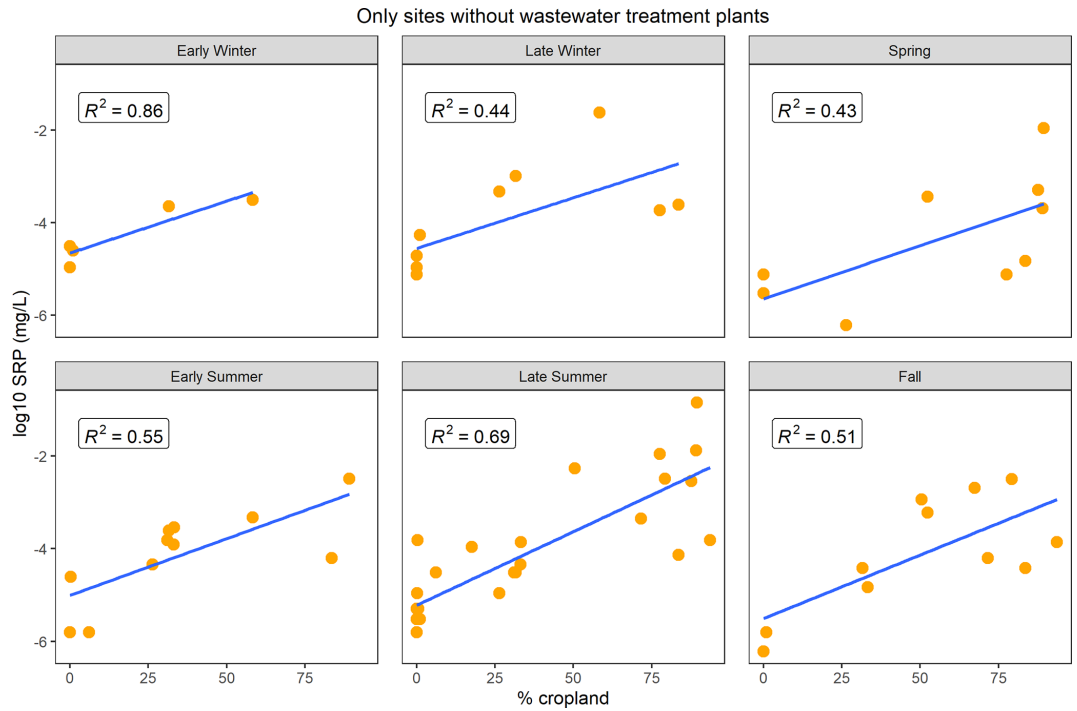 Only sites without wastewater treatment plants
Early Winter
Late Winter
Spring
R² = 0.86
R² = 0.44
R² = 0.43
-2
-4
-6
Early Summer
Late Summer
Fall
R² = 0.55
R² = 0.69
R² = 0.51
-2
-4
-6
log10 SRP (mg/L)
0 25 50 75
0 25 50 75
0 25 50 75
% cropland